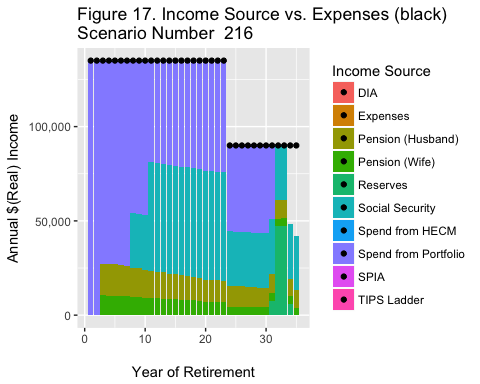 Figure 17. Income Source vs. Expenses (black)
Scenario Number 216
Annual $(Real) Income
100,000
50,000
0
0
10
20
30
Year of Retirement
Income Source
DIA
Expenses
Pension (Husband)
Pension (Wife)
Reserves
Social Security
Spend from HECM
Spend from Portfolio
SPIA
TIPS Ladder